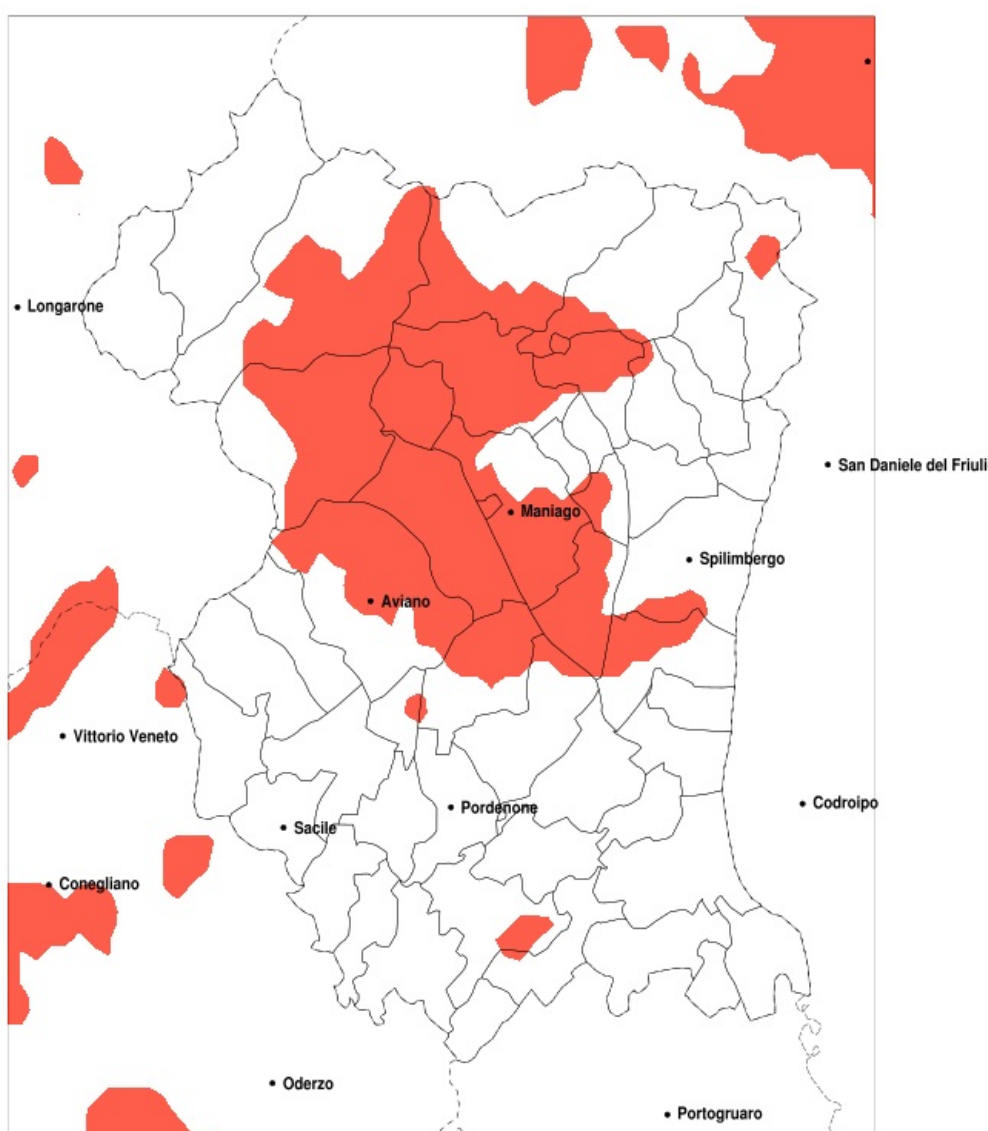 Longarone
San Daniele del Friuli
Maniago
Spilimbergo
Aviano
Vittorio Veneto
Codroipo
Pordenone
Sacile
Conegliano
Oderzo
Portogruaro